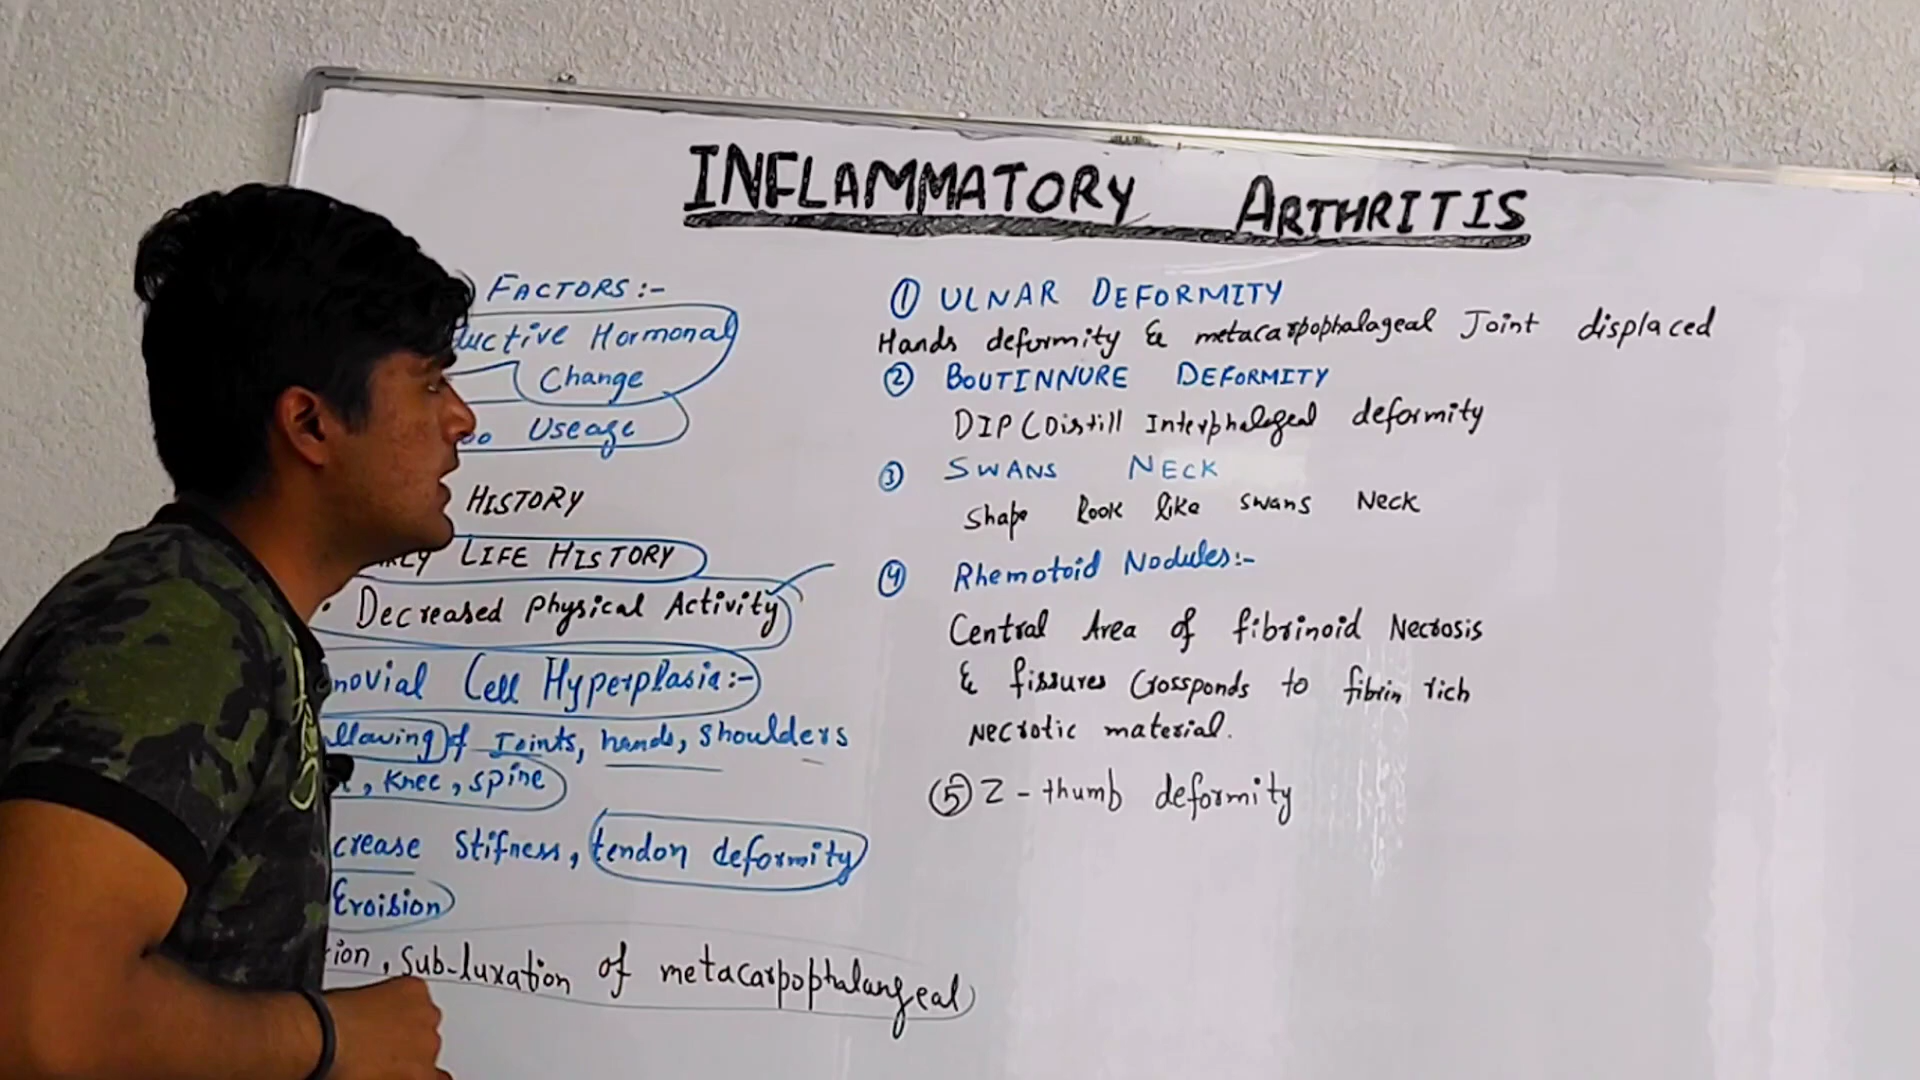 INFLAMMATORY ARTHRITIS
FACTORS :-
ductive Hormonal
Change
Useage
HISTORY
LIFE HISTORY
• Decreased Physical Activity
novial Cell Hyperplasia :-
llowing of Joints, hands, shoulders
, Knee, spine
crease Stifness, tendon deformity
Eroision
tion, Sub-luxation of metacarpophalangeal
① ULNAR DEFORMITY
Hands deformity & metacarpophalageal Joint displaced
② BOUTINNURE DEFORMITY
DIP (Distill Interphalageal deformity
③ SWANS NECK
Shape look like swans Neck
④ Rhemotoid Nodules :-
Central Area of fibrinoid Necrosis
& fissures Crossponds to fibrin rich
necrotic material.
⑤ Z - thumb deformity